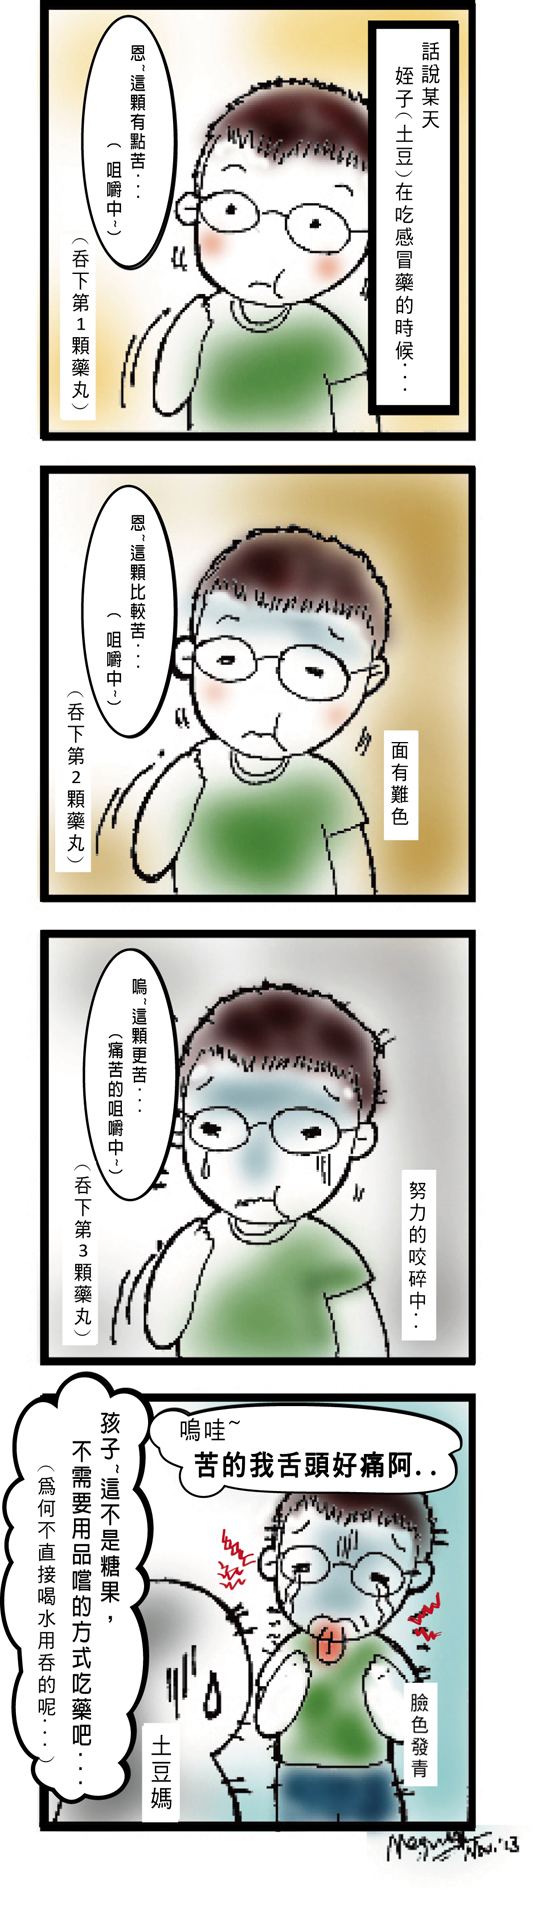 話說某天
姪子（土豆）在吃感冒藥的時候...
恩~這顆有點苦...
（ 咀嚼中~）
（吞下第1顆藥丸）
恩~這顆比較苦...
（ 咀嚼中~）
（吞下第2顆藥丸）
面有難色
嗚~這顆更苦...
（痛苦的咀嚼中~）
（吞下第3顆藥丸）
努力的咬碎中..
嗚哇~
苦的我舌頭好痛阿..
孩子~這不是糖果，
不需要用品嚐的方式吃藥吧...
（為何不直接喝水用吞的呢...）
土豆媽
臉色發青
Nov.'13